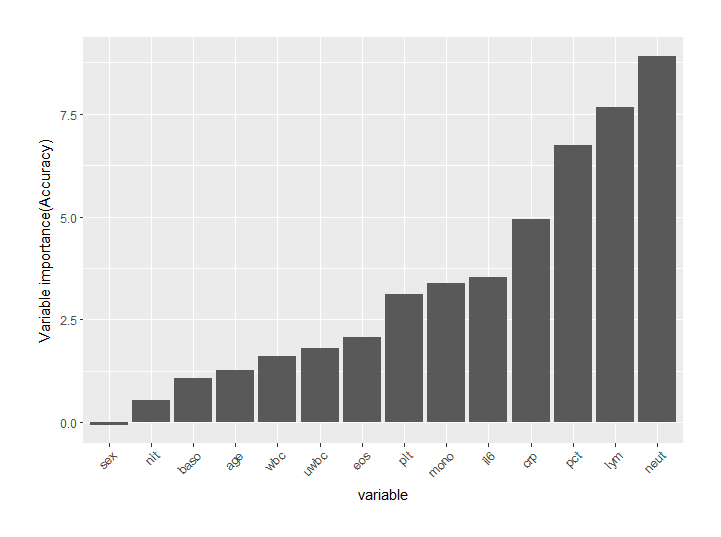 Variable importance(Accuracy)
7.5
5.0
2.5
0.0
sex nit baso age wbc uwbc eos plt mono il6 crp pct lym neut
variable